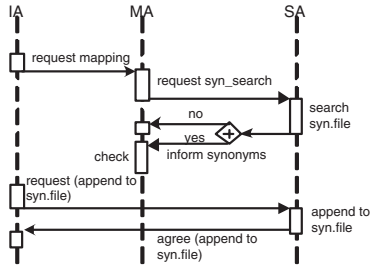 IA MA SA
request mapping
request syn_search
search
syn.file
no
yes
inform synonyms
check
request (append to
syn.file)
append to
syn.file
agree (append to
syn.file)